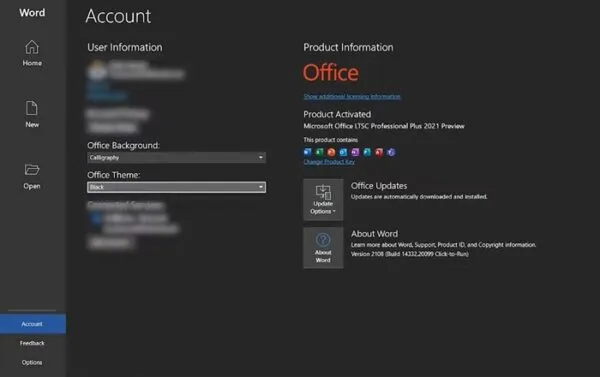 Word
Home
New
Open
Account
Feedback
Options
Account
User Information
Office Background:
Calligraphy
Office Theme:
Black
Connected Services
Product Information
Office
Show additional licensing information
Product Activated
Microsoft Office LTSC Professional Plus 2021 Preview
This product contains
Change Product Key
Update
Options
Office Updates
Updates are automatically downloaded and installed.
About
Word
About Word
Learn more about Word, Support, Product ID, and Copyright information.
Version 2108 (Build 14332.20099 Click-to-Run)